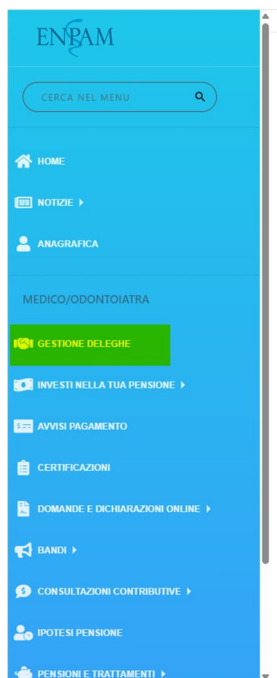 ENPAM
CERCA NEL MENU
HOME
NOTIZIE
ANAGRAFICA
MEDICO/ODONTOIATRA
GESTIONE DELEGHE
INVESTI NELLA TUA PENSIONE
AVVISI PAGAMENTO
CERTIFICAZIONI
DOMANDE E DICHIARAZIONI ONLINE
BANDI
CONSULTAZIONI CONTRIBUTIVE
IPOTESI PENSIONE
PENSIONI E TRATTAMENTI